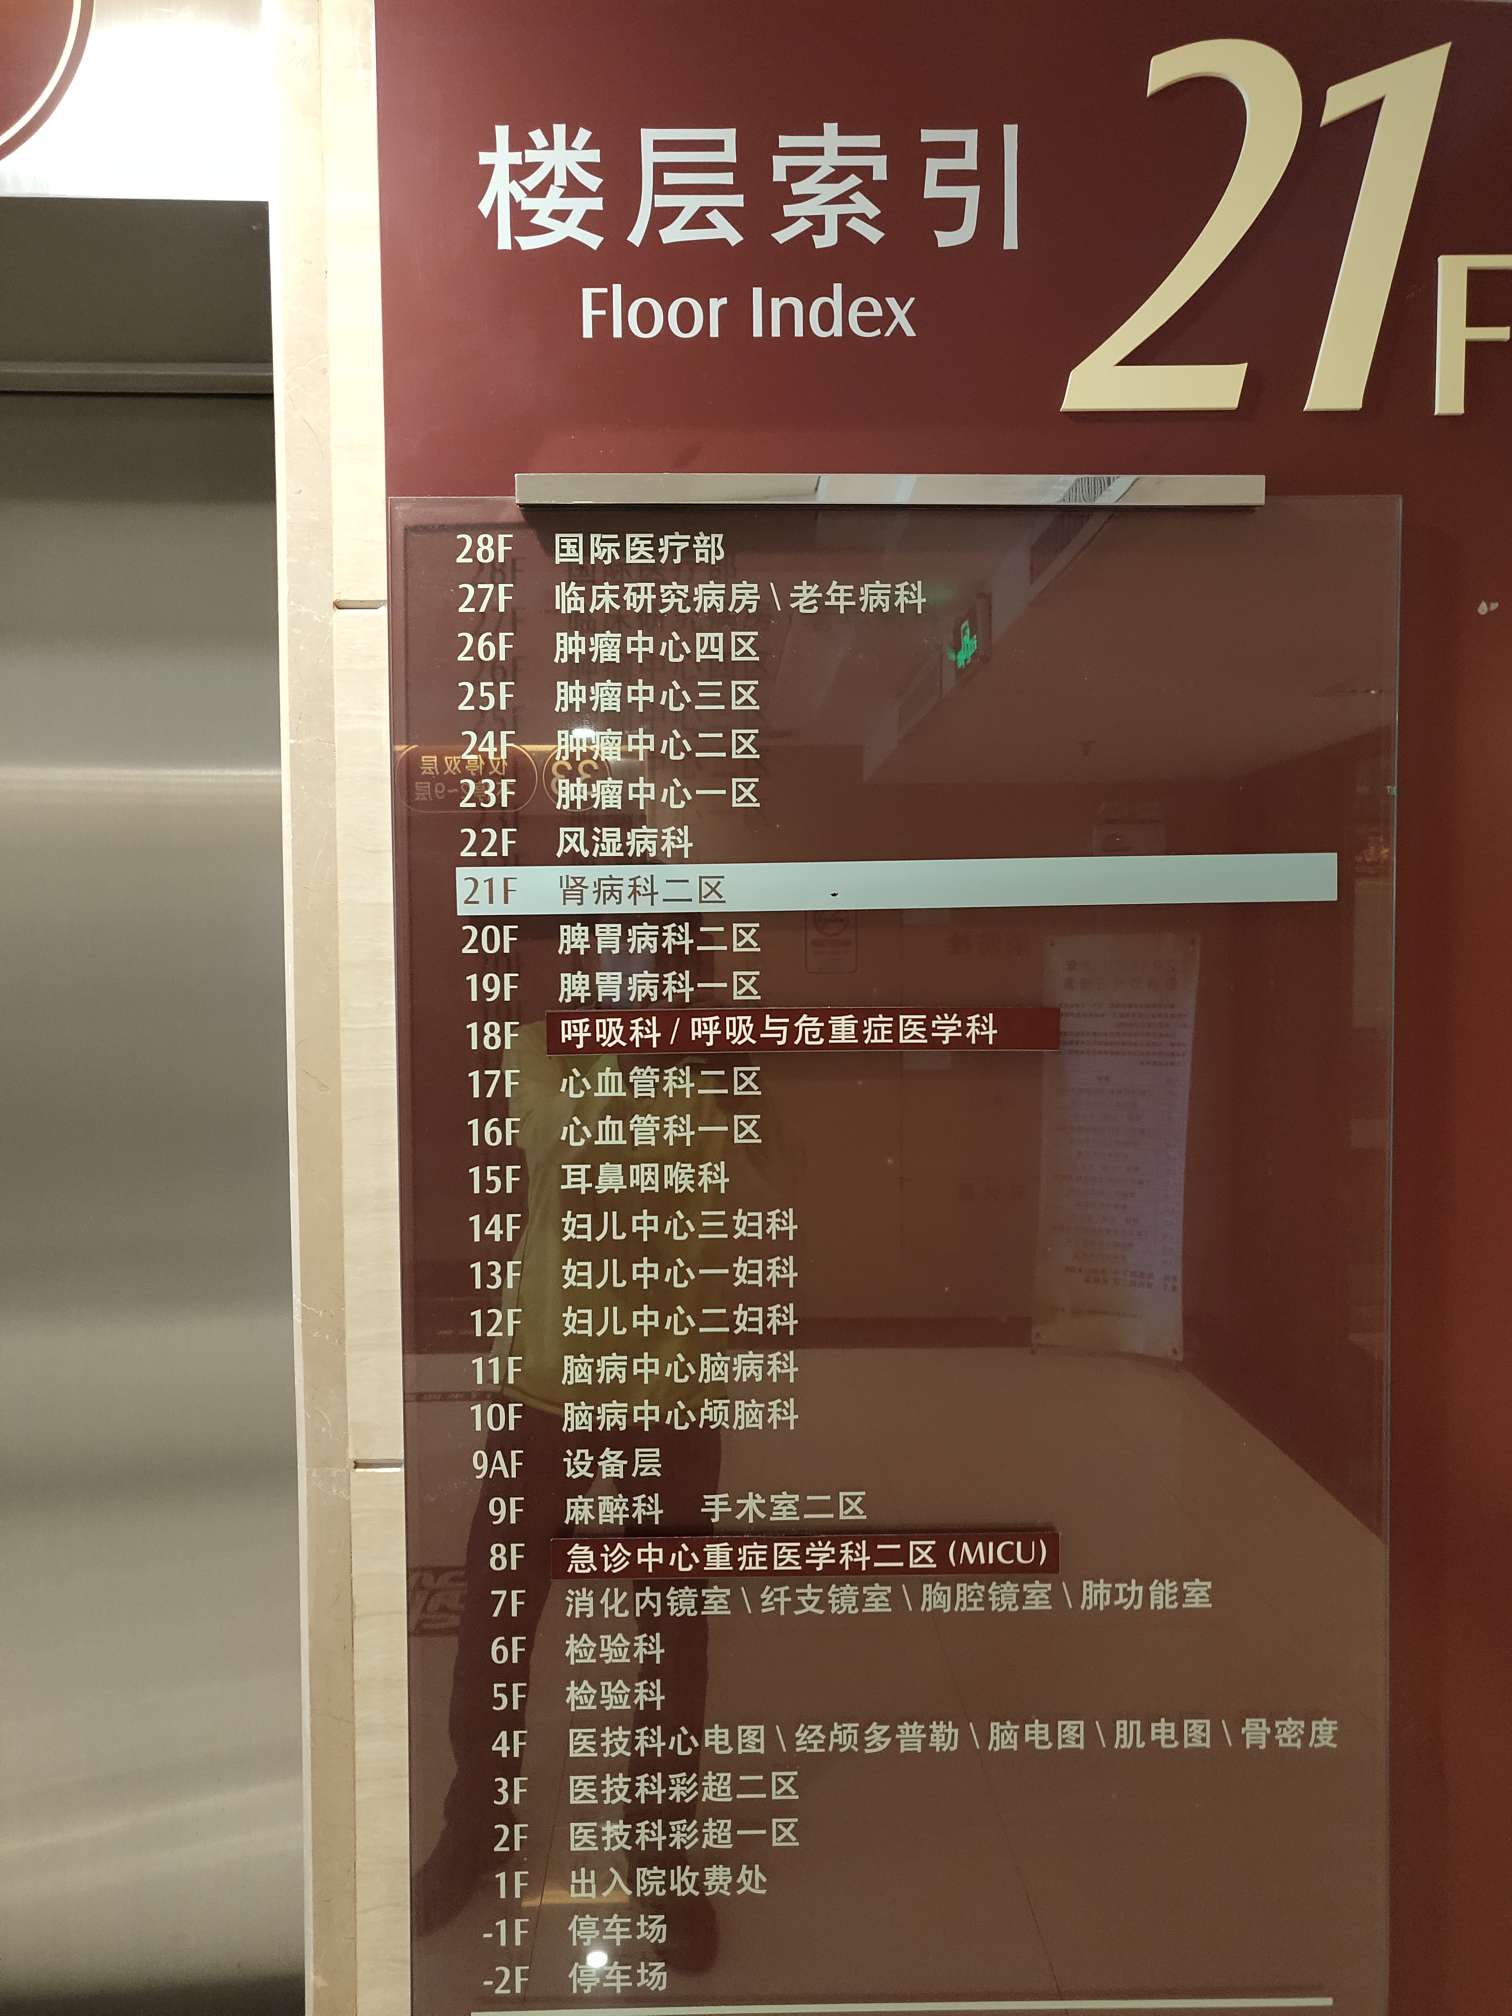 楼层索引
Floor Index
21F
28F 国际医疗部
27F 临床研究病房\老年病科
26F 肿瘤中心四区
25F 肿瘤中心三区
24F 肿瘤中心二区
23F 肿瘤中心一区
22F 风湿病科
21F 肾病科二区
20F 脾胃病科二区
19F 脾胃病科一区
18F 呼吸科/呼吸与危重症医学科
17F 心血管科二区
16F 心血管科一区
15F 耳鼻咽喉科
14F 妇儿中心三妇科
13F 妇儿中心一妇科
12F 妇儿中心二妇科
11F 脑病中心脑病科
10F 脑病中心颅脑科
9AF 设备层
9F 麻醉科 手术室二区
8F 急诊中心重症医学科二区(MICU)
7F 消化内镜室\纤支镜室\胸腔镜室\肺功能室
6F 检验科
5F 检验科
4F 医技科心电图\经颅多普勒\脑电图\肌电图\骨密度
3F 医技科彩超二区
2F 医技科彩超一区
1F 出入院收费处
-1F 停车场
-2F 停车场